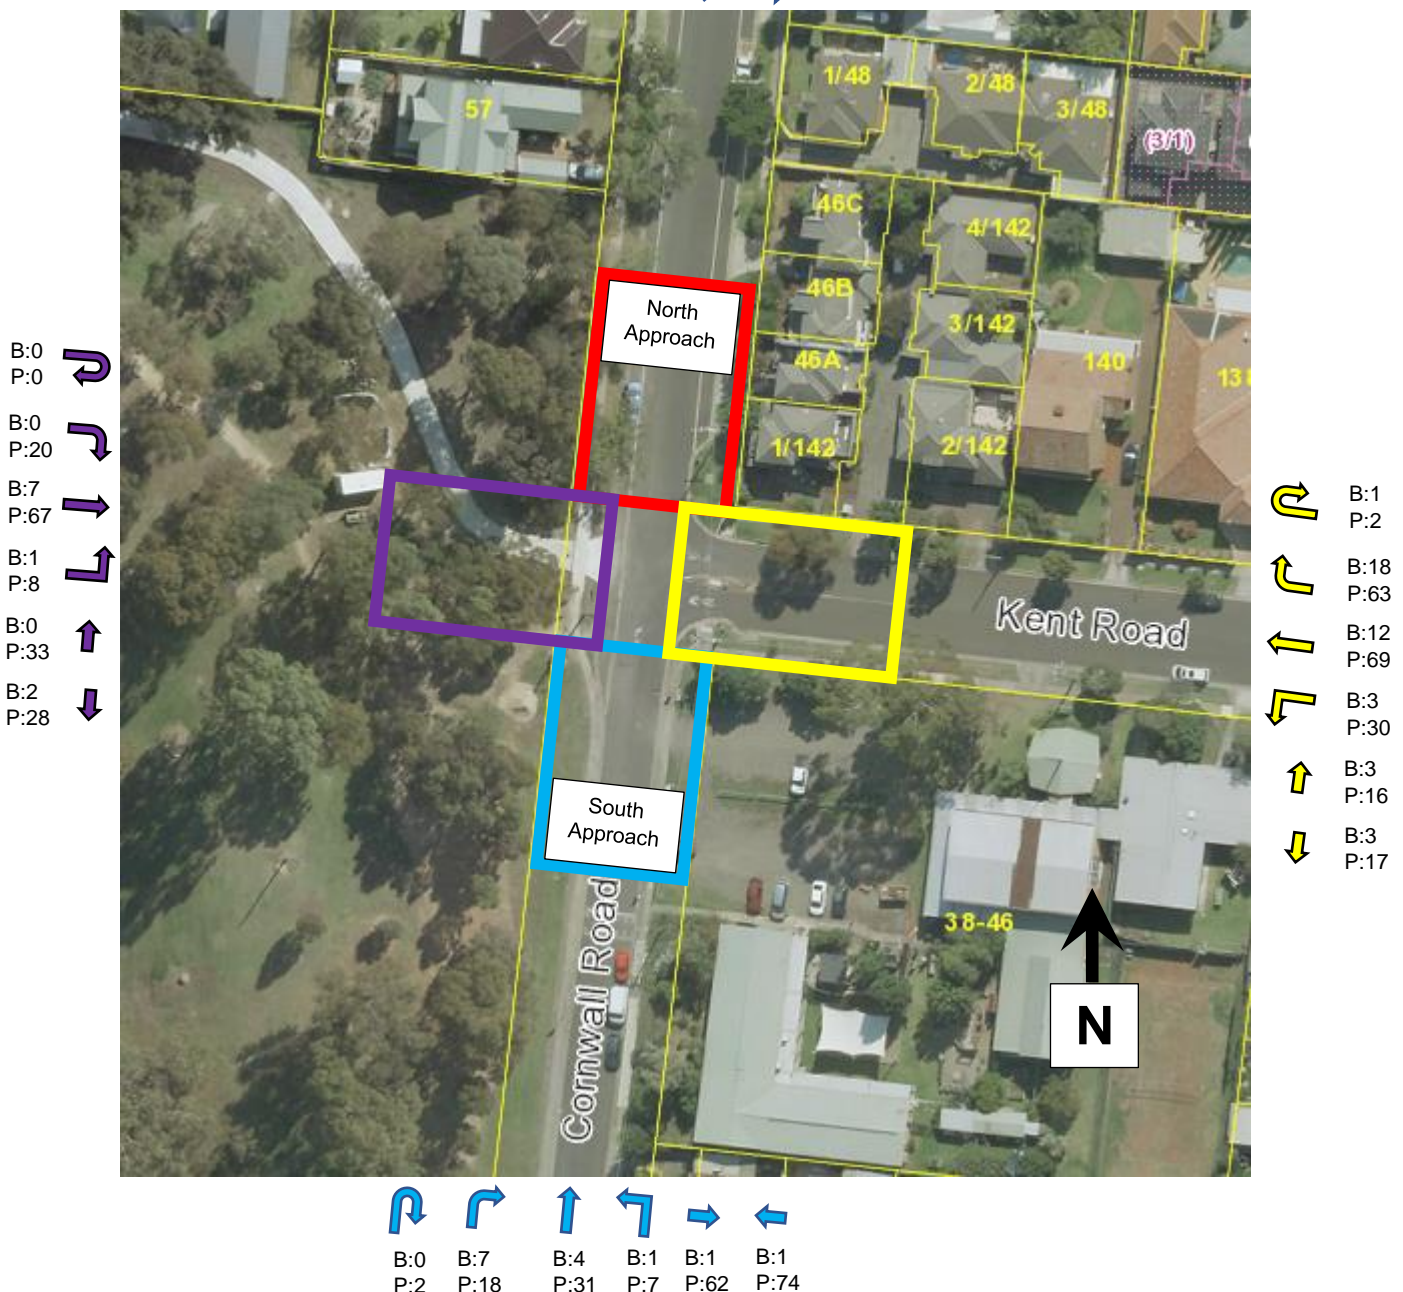 1/48
2/48
3/48
57
(3/1)
46C
4/142
North
Approach
46B
3/142
46A
140
1/142
2/142
B:0
P:0
B:0
P:20
B:7
P:67
B:1
P:8
B:0
P:33
B:2
P:28
Kent Road
B:1
P:2
B:18
P:63
B:12
P:69
B:3
P:30
B:3
P:16
B:3
P:17
South
Approach
38-46
Cornwall Road
N
B:0
P:2
B:7
P:18
B:4
P:31
B:1
P:7
B:1
P:62
B:1
P:74